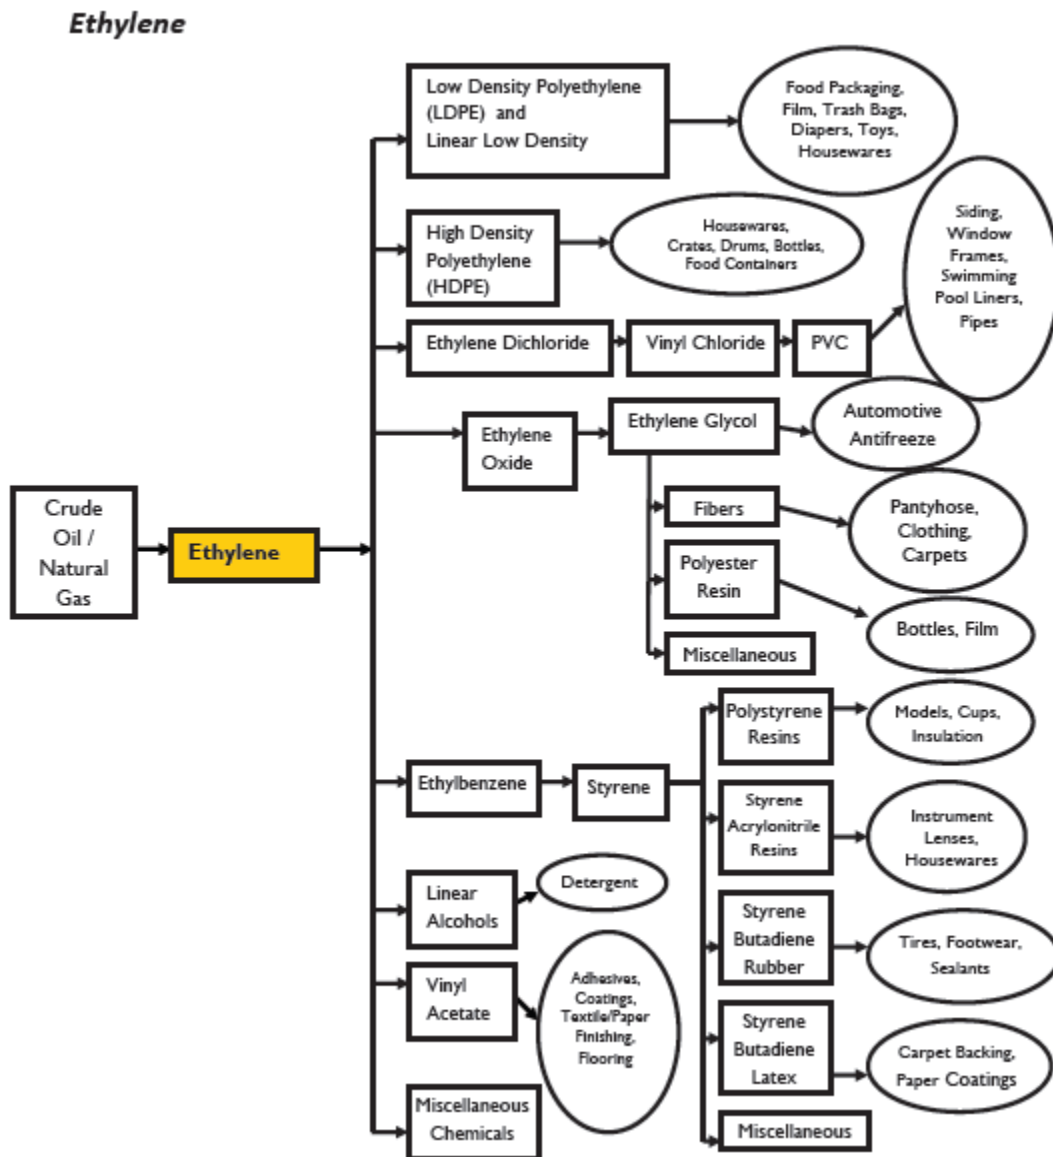 Ethylene
Low Density Polyethylene
(LDPE) and
Linear Low Density
Food Packaging,
Film, Trash Bags,
Diapers, Toys,
Housewares
High Density
Polyethylene
(HDPE)
Housewares,
Crates, Drums, Bottles,
Food Containers
Siding,
Window
Frames,
Swimming
Pool Liners,
Pipes
Ethylene Dichloride
Vinyl Chloride
PVC
Ethylene
Oxide
Ethylene Glycol
Automotive
Antifreeze
Fibers
Pantyhose,
Clothing,
Carpets
Polyester
Resin
Bottles, Film
Miscellaneous
Crude
Oil /
Natural
Gas
Ethylene
Ethylbenzene
Styrene
Polystyrene
Resins
Models, Cups,
Insulation
Styrene
Acrylonitrile
Resins
Instrument
Lenses,
Housewares
Styrene
Butadiene
Rubber
Tires, Footwear,
Sealants
Styrene
Butadiene
Latex
Carpet Backing,
Paper Coatings
Miscellaneous
Linear
Alcohols
Detergent
Vinyl
Acetate
Adhesives,
Coatings,
Textile/Paper
Finishing,
Flooring
Miscellaneous
Chemicals